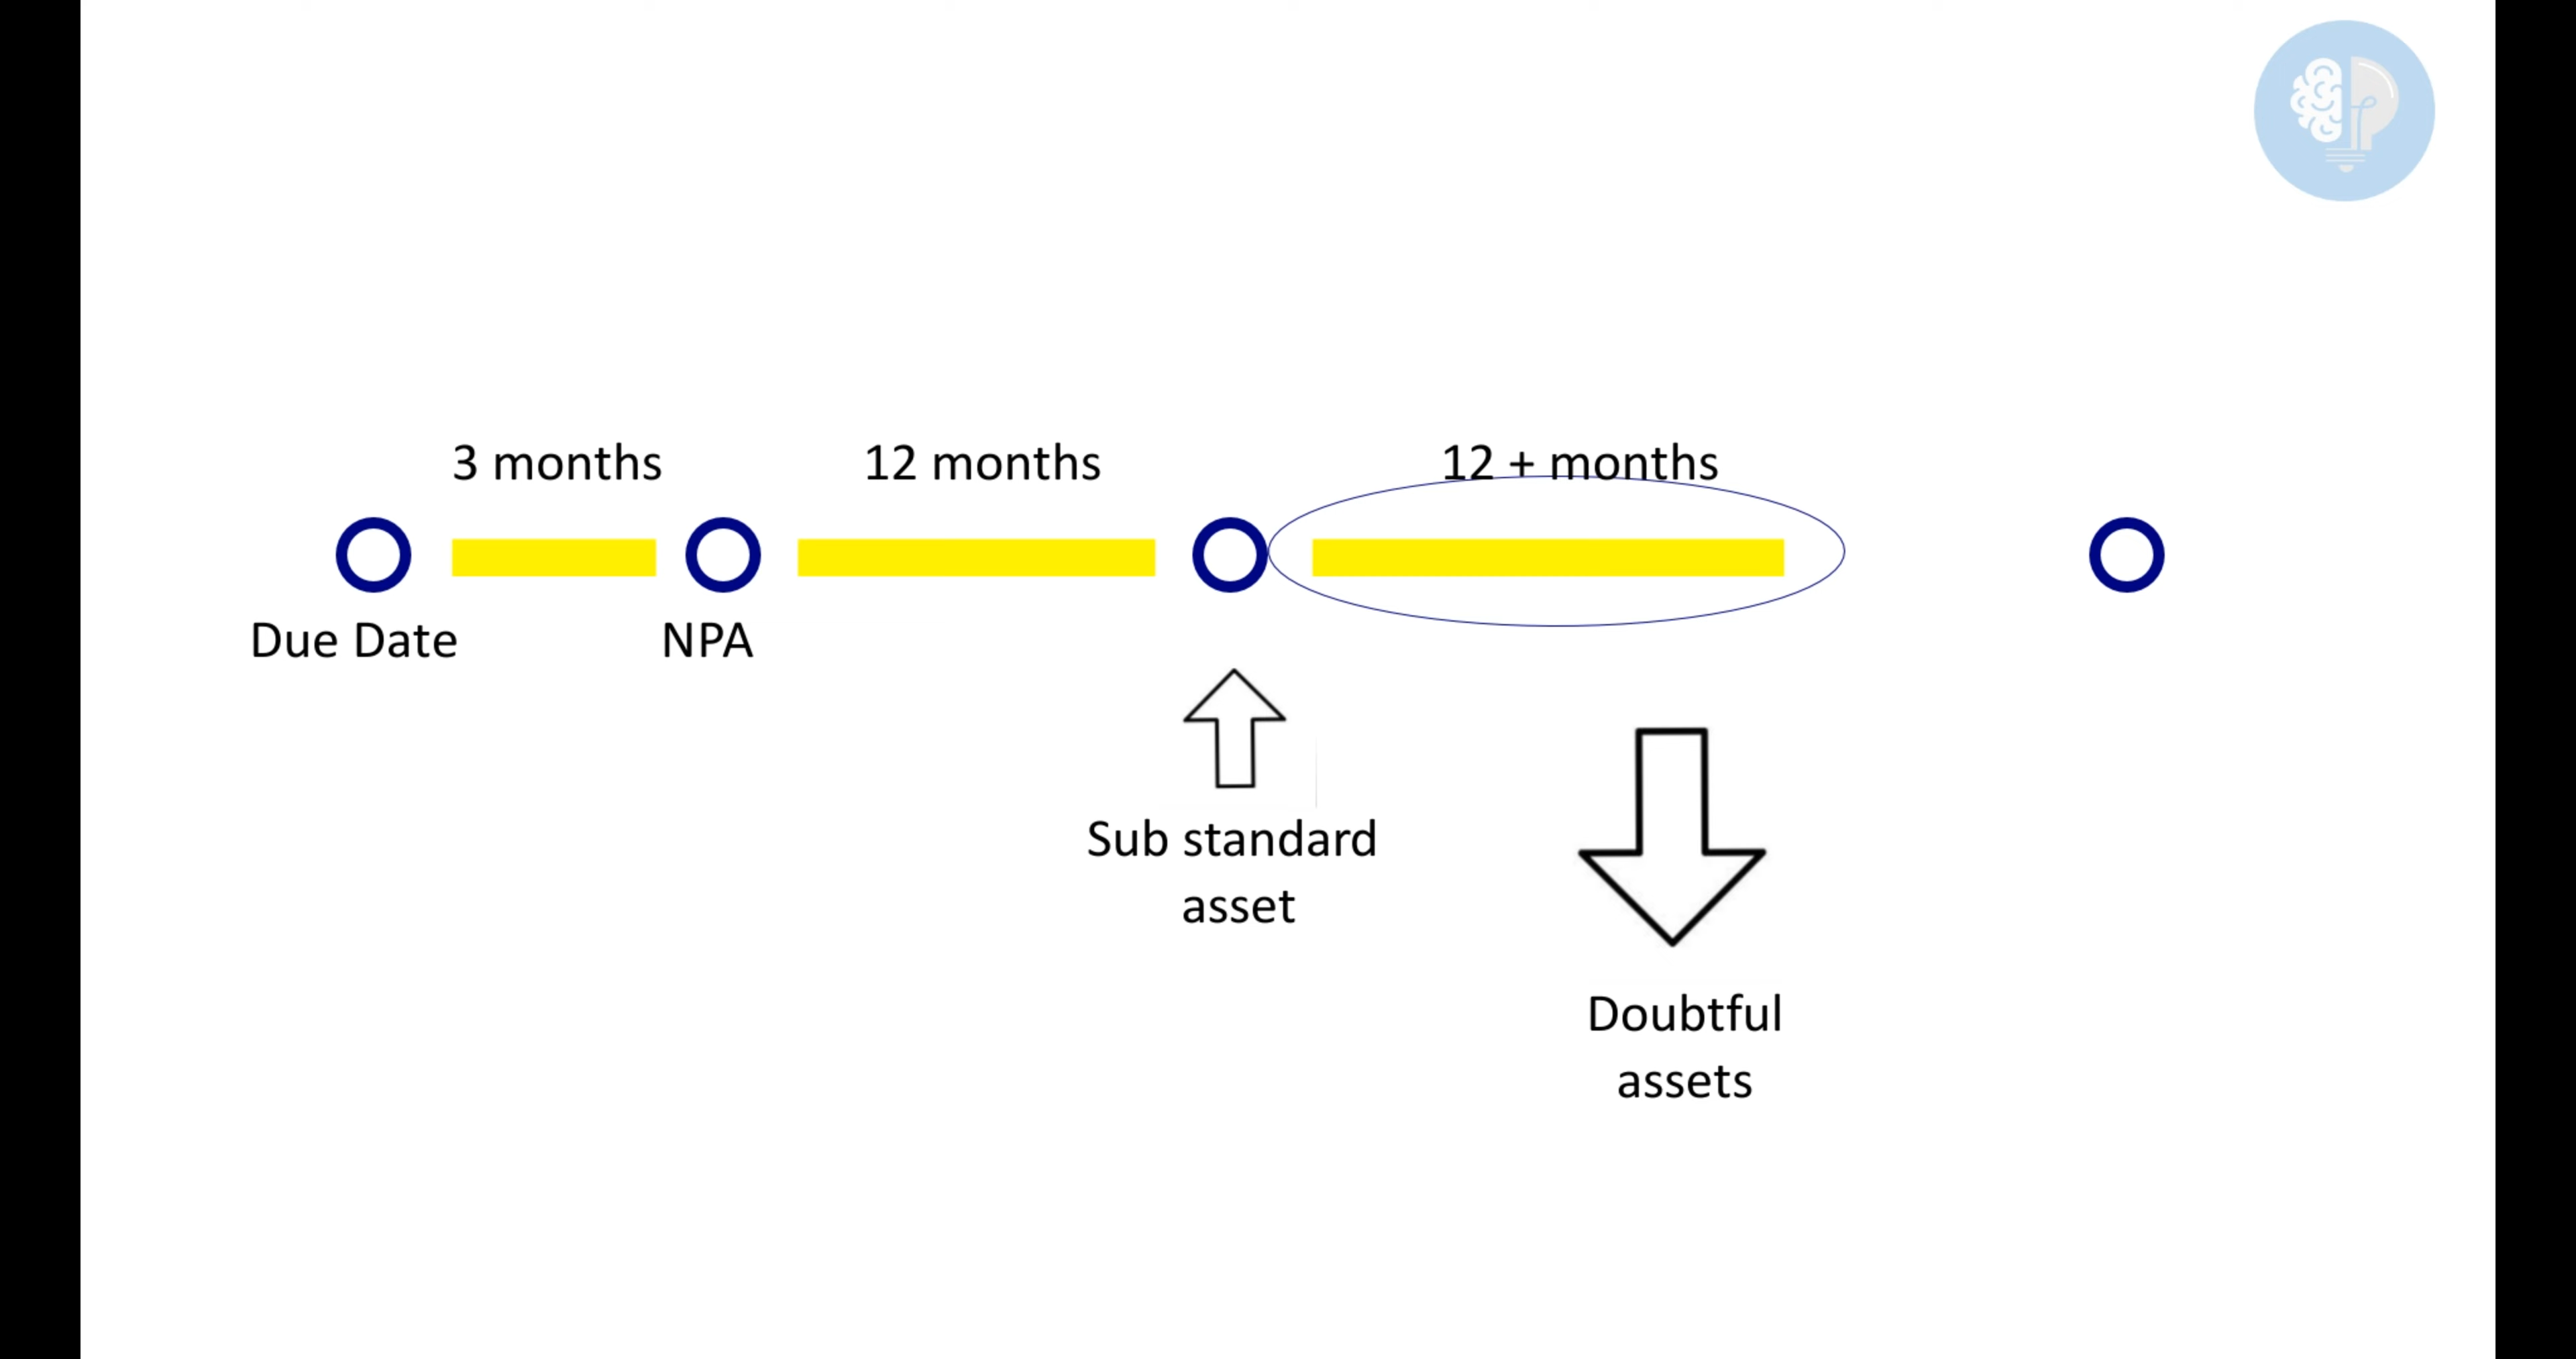 3 months
12 months
12 + months
Due Date
NPA
Sub standard
asset
Doubtful
assets